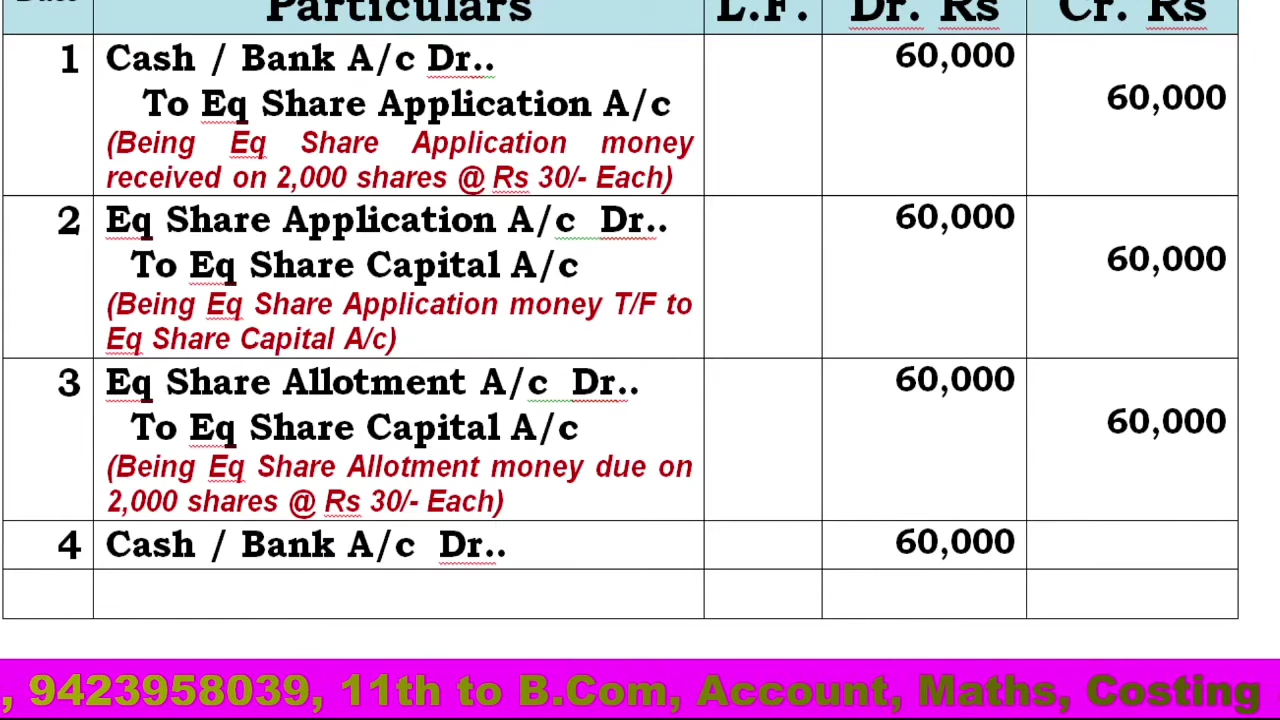 Date Particulars L.F. Dr. Rs Cr. Rs
1 Cash / Bank A/c Dr.. 60,000
To Eq Share Application A/c 60,000
(Being Eq Share Application money
received on 2,000 shares @ Rs 30/- Each)
2 Eq Share Application A/c Dr.. 60,000
To Eq Share Capital A/c 60,000
(Being Eq Share Application money T/F to
Eq Share Capital A/c)
3 Eq Share Allotment A/c Dr.. 60,000
To Eq Share Capital A/c 60,000
(Being Eq Share Allotment money due on
2,000 shares @ Rs 30/- Each)
4 Cash / Bank A/c Dr.. 60,000
, 9423958039, 11th to B.Com, Account, Maths, Costing